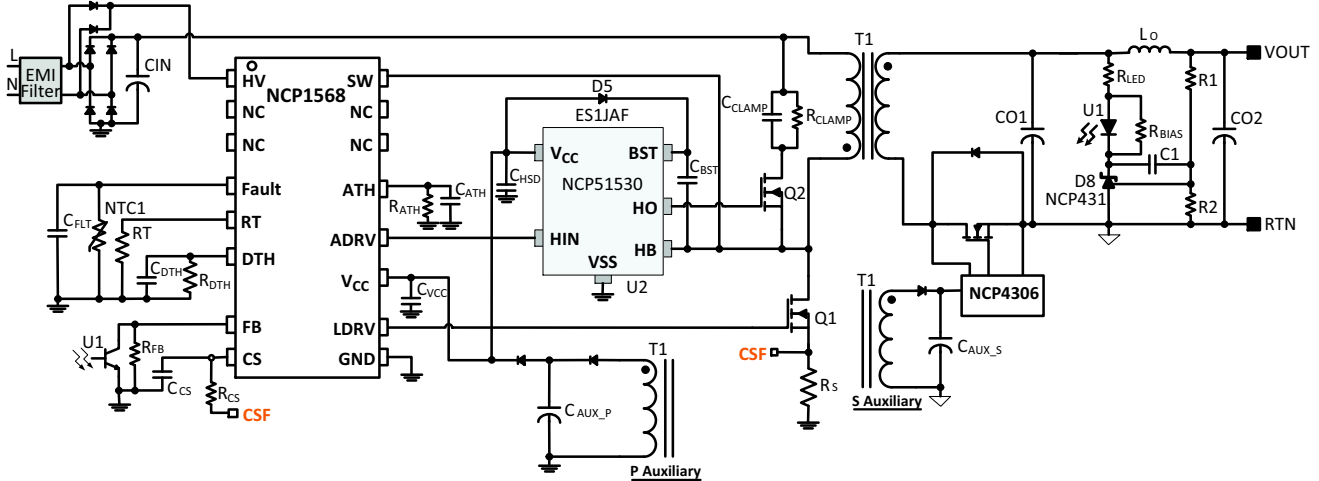 L
N
EMI
Filter
CIN
HV
NC
NC
Fault
RT
DTH
FB
CS
NCP1568
SW
NC
NC
ATH
ADRV
VCC
LDRV
GND
CFLT
NTC1
RT
CDTH
RDTH
U1
RFB
CCS
RCS
CSF
RATH
CATH
CVCC
D5
ES1JAF
CHSD
VCC
HIN
VSS
NCP51530
BST
HO
HB
U2
CBST
CCLAMP
RCLAMP
Q2
Q1
CSF
RS
T1
CAUX_P
T1
P Auxiliary
T1
CAUX_S
S Auxiliary
NCP4306
CO1
LO
RLED
U1
RBIAS
C1
D8
NCP431
R1
R2
CO2
VOUT
RTN